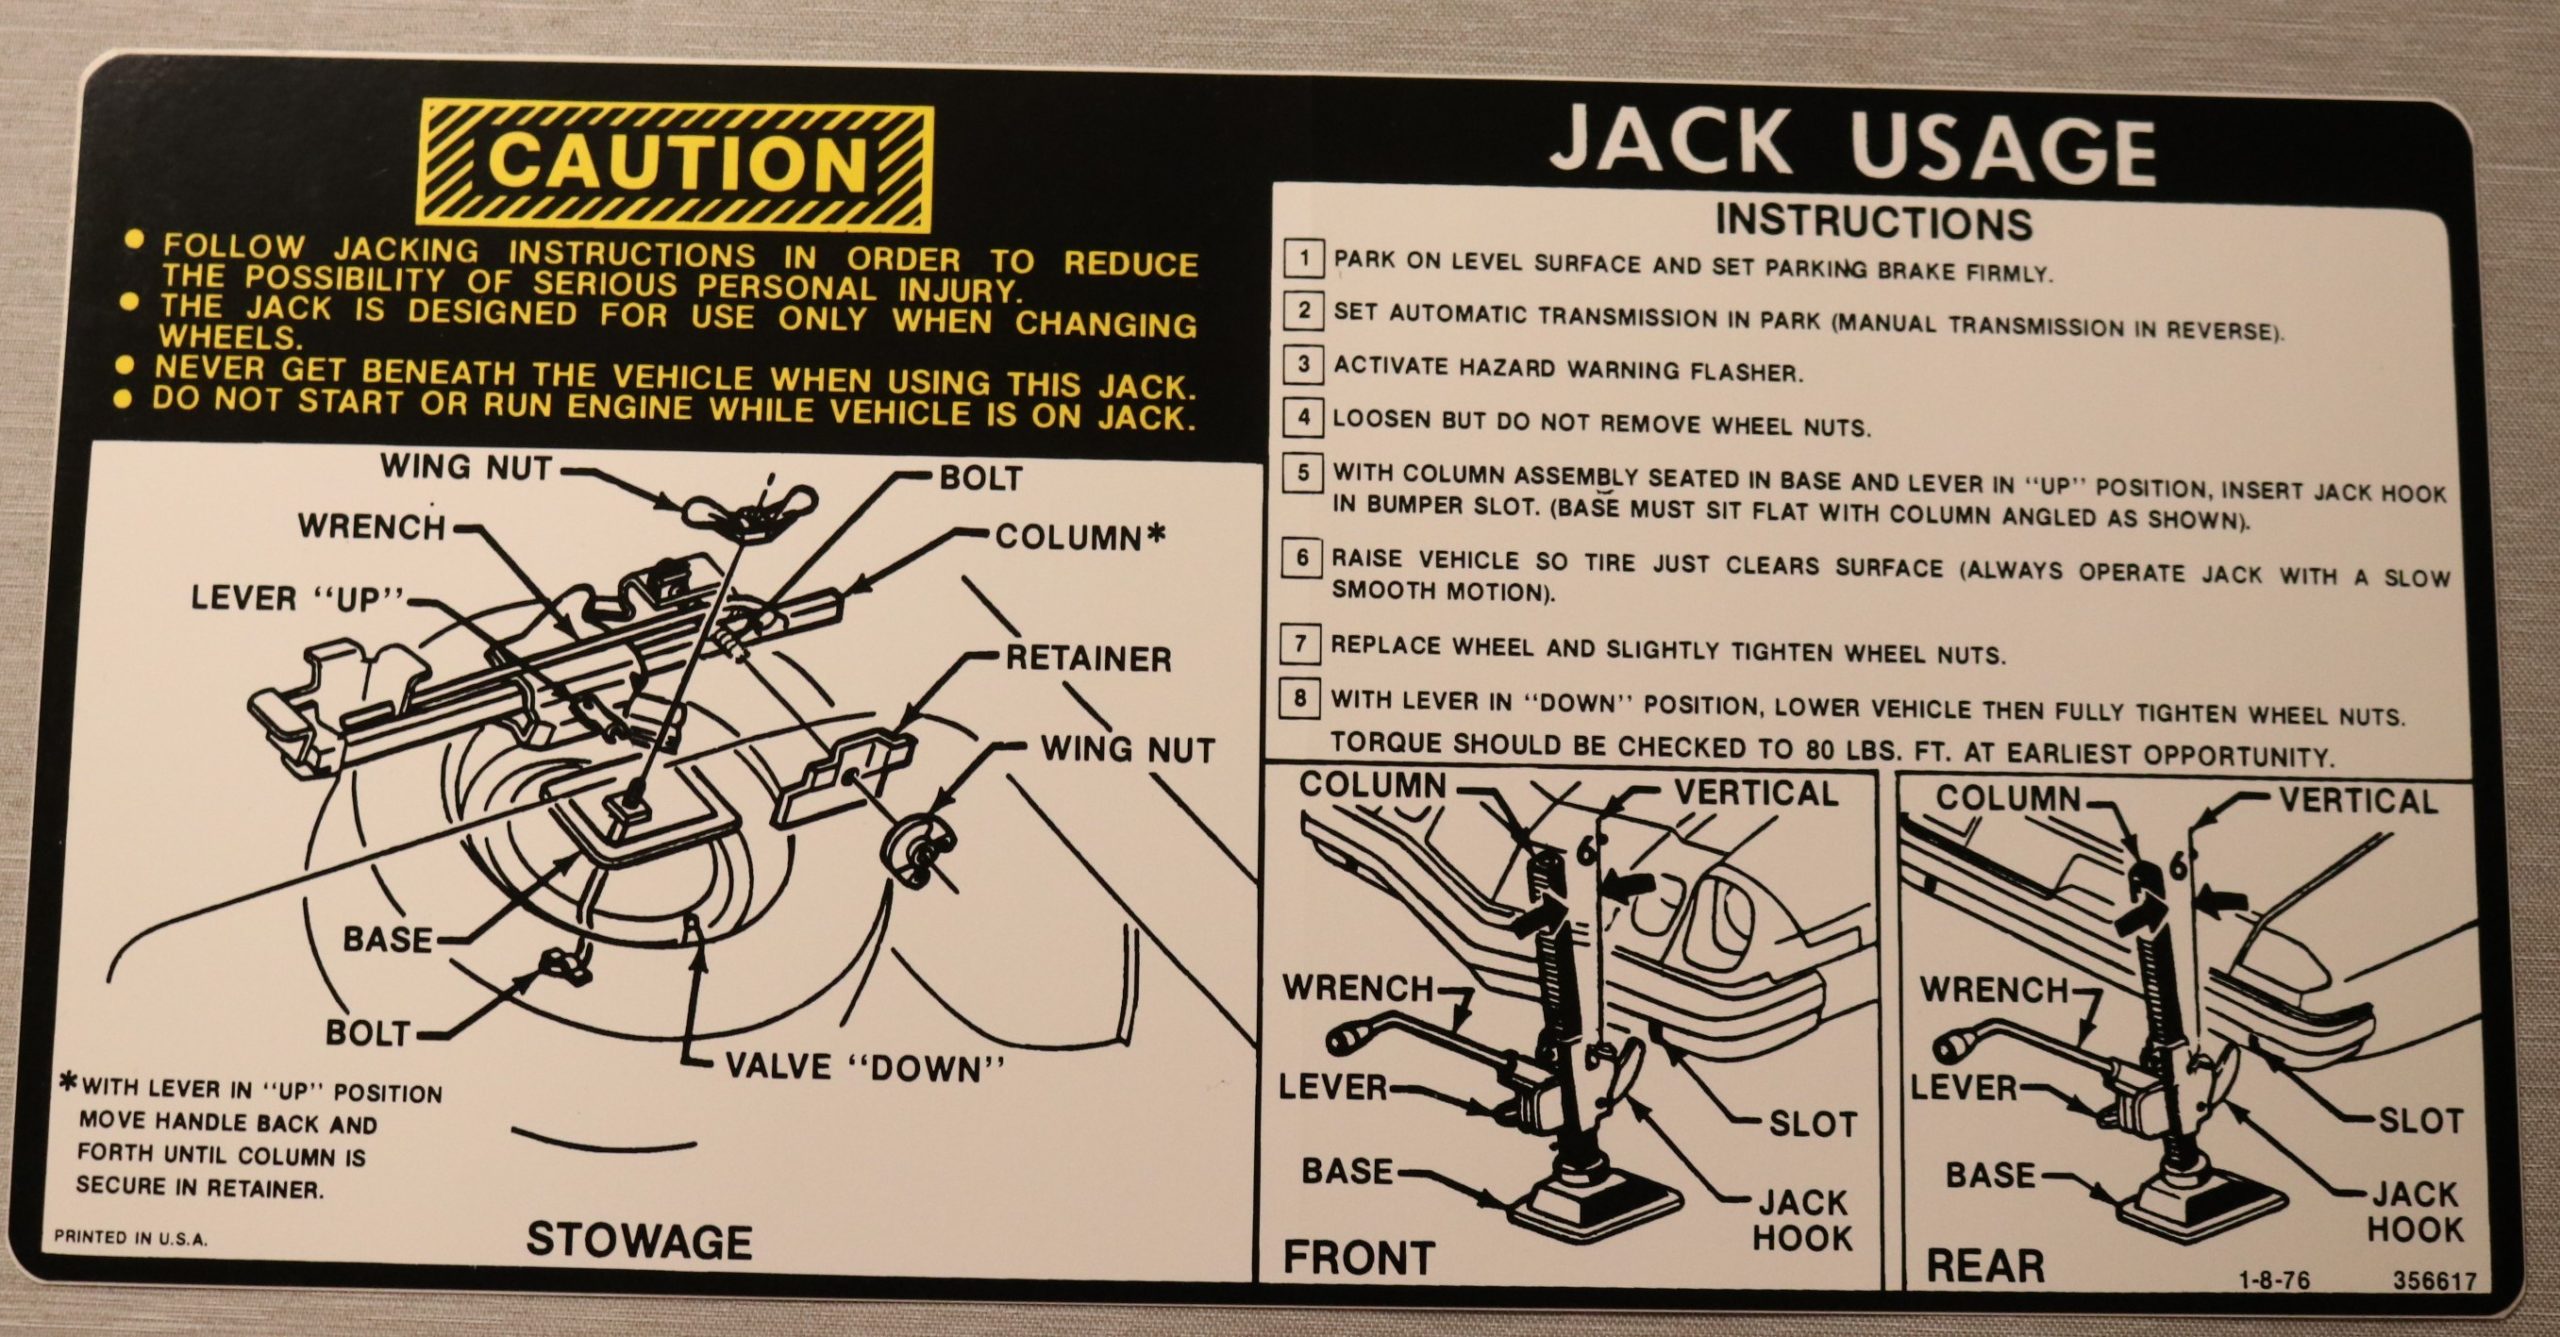 CAUTION
● FOLLOW JACKING INSTRUCTIONS IN ORDER TO REDUCE
THE POSSIBILITY OF SERIOUS PERSONAL INJURY.
● THE JACK IS DESIGNED FOR USE ONLY WHEN CHANGING
WHEELS.
● NEVER GET BENEATH THE VEHICLE WHEN USING THIS JACK.
● DO NOT START OR RUN ENGINE WHILE VEHICLE IS ON JACK.
WING NUT
BOLT
WRENCH
COLUMN*
LEVER “UP”
RETAINER
WING NUT
BASE
BOLT
VALVE “DOWN”
*WITH LEVER IN “UP” POSITION
MOVE HANDLE BACK AND
FORTH UNTIL COLUMN IS
SECURE IN RETAINER.
PRINTED IN U.S.A.
STOWAGE
JACK USAGE
INSTRUCTIONS
1 PARK ON LEVEL SURFACE AND SET PARKING BRAKE FIRMLY.
2 SET AUTOMATIC TRANSMISSION IN PARK (MANUAL TRANSMISSION IN REVERSE).
3 ACTIVATE HAZARD WARNING FLASHER.
4 LOOSEN BUT DO NOT REMOVE WHEEL NUTS.
5 WITH COLUMN ASSEMBLY SEATED IN BASE AND LEVER IN “UP” POSITION, INSERT JACK HOOK
IN BUMPER SLOT. (BASE MUST SIT FLAT WITH COLUMN ANGLED AS SHOWN).
6 RAISE VEHICLE SO TIRE JUST CLEARS SURFACE (ALWAYS OPERATE JACK WITH A SLOW
SMOOTH MOTION).
7 REPLACE WHEEL AND SLIGHTLY TIGHTEN WHEEL NUTS.
8 WITH LEVER IN “DOWN” POSITION, LOWER VEHICLE THEN FULLY TIGHTEN WHEEL NUTS.
TORQUE SHOULD BE CHECKED TO 80 LBS. FT. AT EARLIEST OPPORTUNITY.
COLUMN
VERTICAL
6°
WRENCH
LEVER
SLOT
BASE
JACK
HOOK
FRONT
COLUMN
VERTICAL
6°
WRENCH
LEVER
SLOT
BASE
JACK
HOOK
REAR
1-8-76
356617